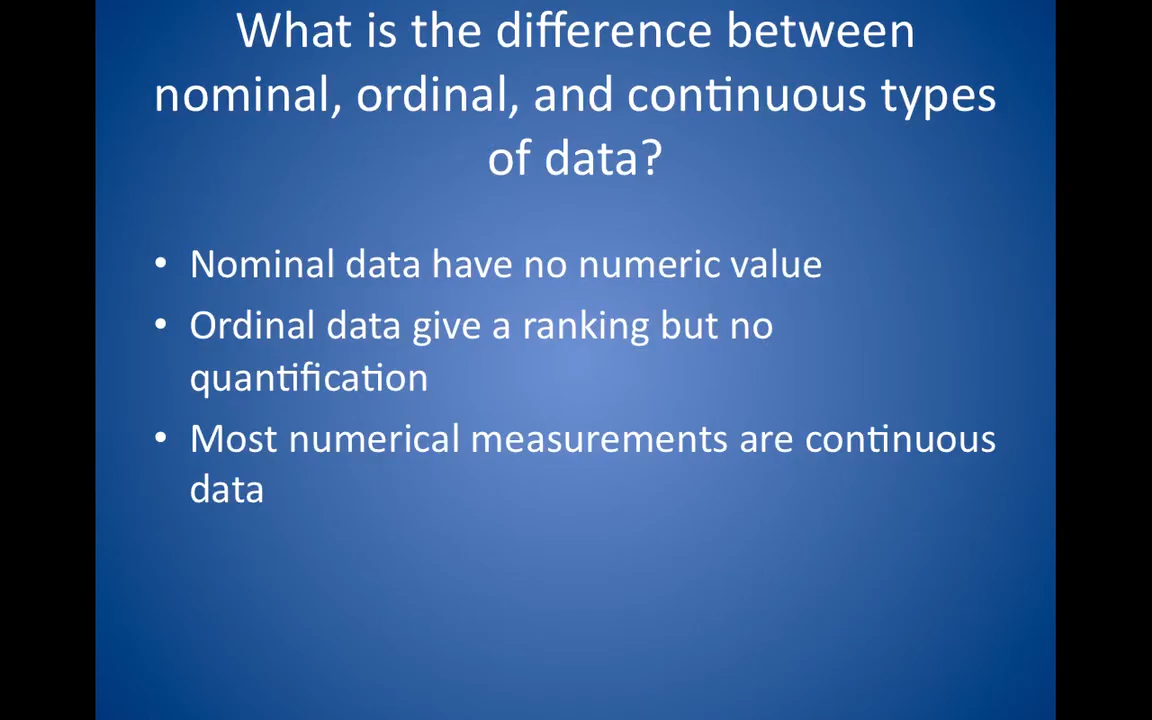 What is the difference between
nominal, ordinal, and continuous types
of data?
• Nominal data have no numeric value
• Ordinal data give a ranking but no
quantification
• Most numerical measurements are continuous
data